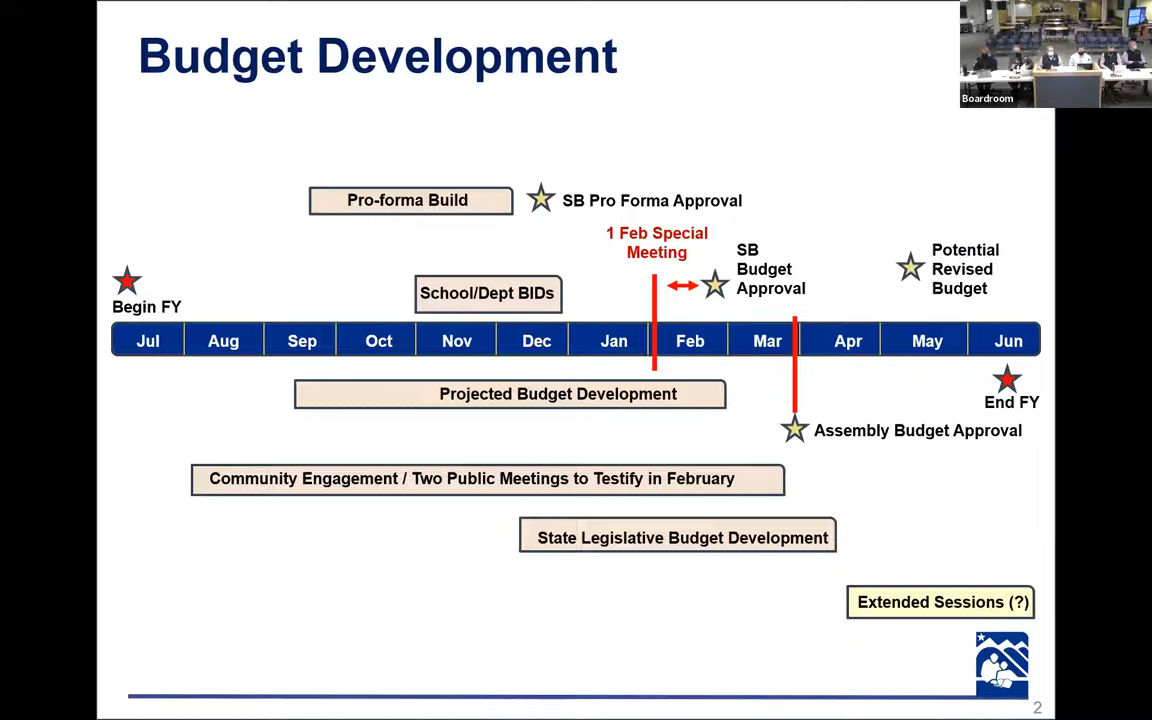 Budget Development
Boardroom
Pro-forma Build
SB Pro Forma Approval
1 Feb Special
Meeting
SB
Budget
Approval
Potential
Revised
Budget
Begin FY
School/Dept BIDs
Jul Aug Sep Oct Nov Dec Jan Feb Mar Apr May Jun
Projected Budget Development
End FY
Assembly Budget Approval
Community Engagement / Two Public Meetings to Testify in February
State Legislative Budget Development
Extended Sessions (?)
2